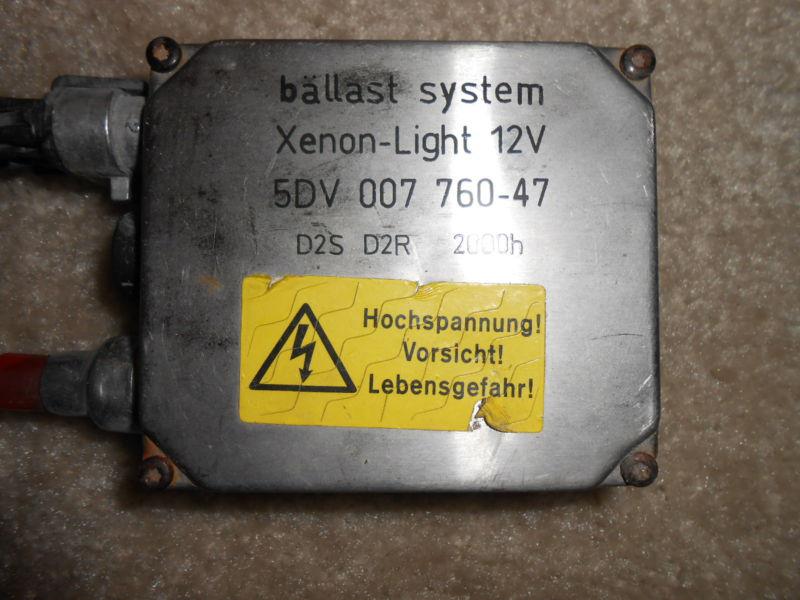 bällast system
Xenon-Light 12V
5DV 007 760-47
D2S D2R 2000h
Hochspannung!
Vorsicht!
Lebensgefahr!